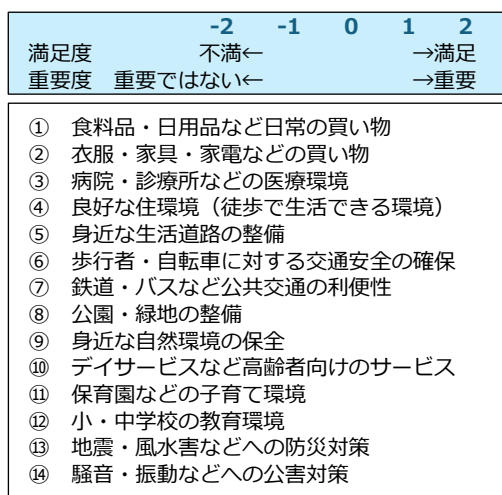 -2 -1 0 1 2
満足度 不満← →満足
重要度 重要ではない← →重要
① 食料品・日用品など日常の買い物
② 衣服・家具・家電などの買い物
③ 病院・診療所などの医療環境
④ 良好な住環境（徒歩で生活できる環境）
⑤ 身近な生活道路の整備
⑥ 歩行者・自転車に対する交通安全の確保
⑦ 鉄道・バスなど公共交通の利便性
⑧ 公園・緑地の整備
⑨ 身近な自然環境の保全
⑩ デイサービスなど高齢者向けのサービス
⑪ 保育園などの子育て環境
⑫ 小・中学校の教育環境
⑬ 地震・風水害などへの防災対策
⑭ 騒音・振動などへの公害対策